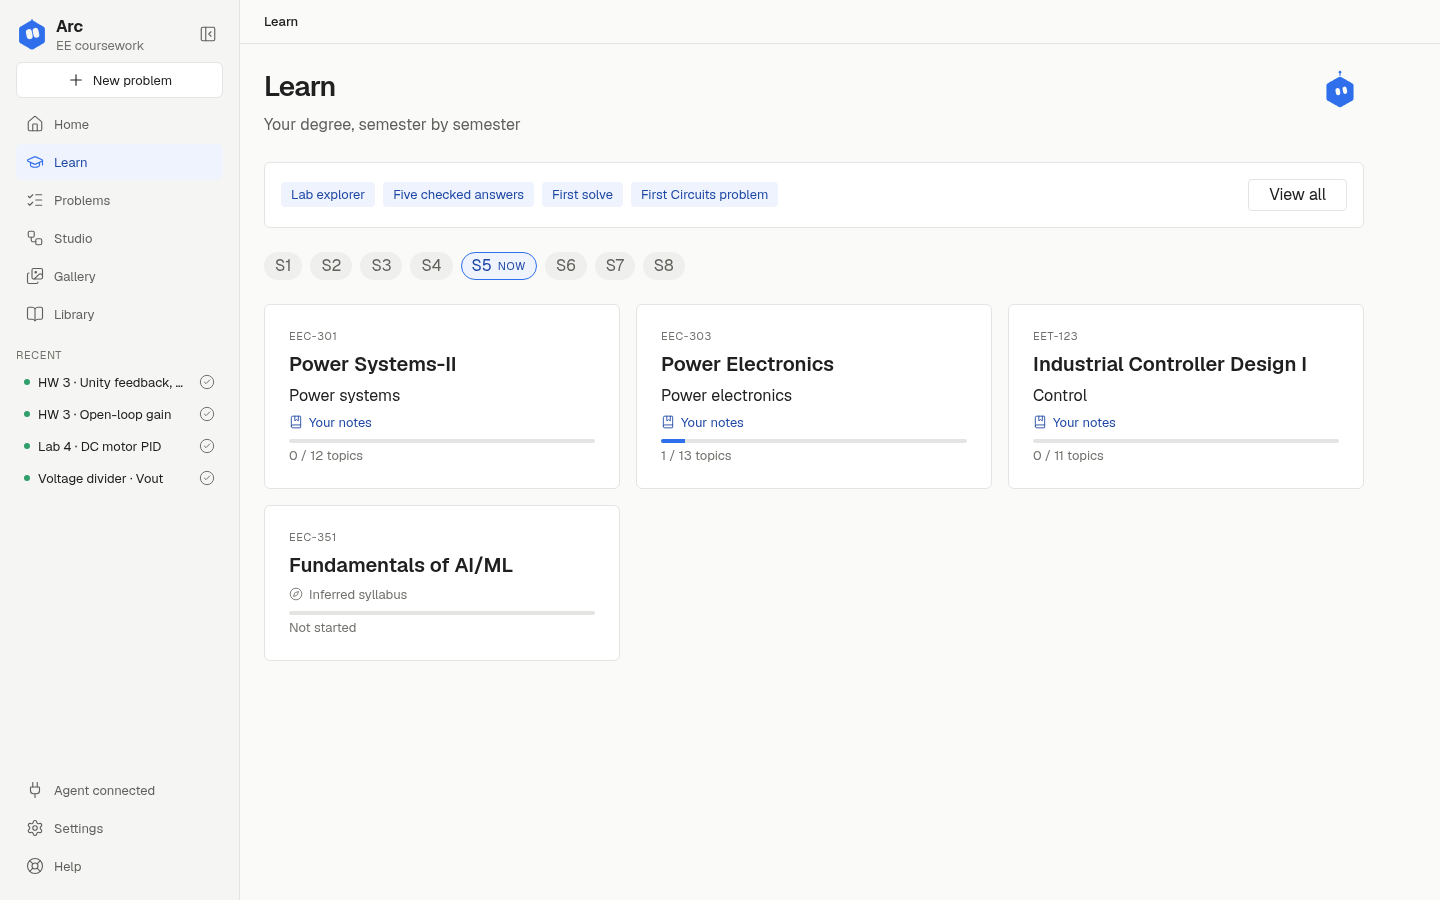 Arc
EE coursework
New problem
Home
Learn
Problems
Studio
Gallery
Library
RECENT
HW 3 · Unity feedback, ...
HW 3 · Open-loop gain
Lab 4 · DC motor PID
Voltage divider · Vout
Agent connected
Settings
Help
Learn
Learn
Your degree, semester by semester
Lab explorer
Five checked answers
First solve
First Circuits problem
View all
S1
S2
S3
S4
S5 NOW
S6
S7
S8
EEC-301
Power Systems-II
Power systems
Your notes
0 / 12 topics
EEC-303
Power Electronics
Power electronics
Your notes
1 / 13 topics
EET-123
Industrial Controller Design I
Control
Your notes
0 / 11 topics
EEC-351
Fundamentals of AI/ML
Inferred syllabus
Not started